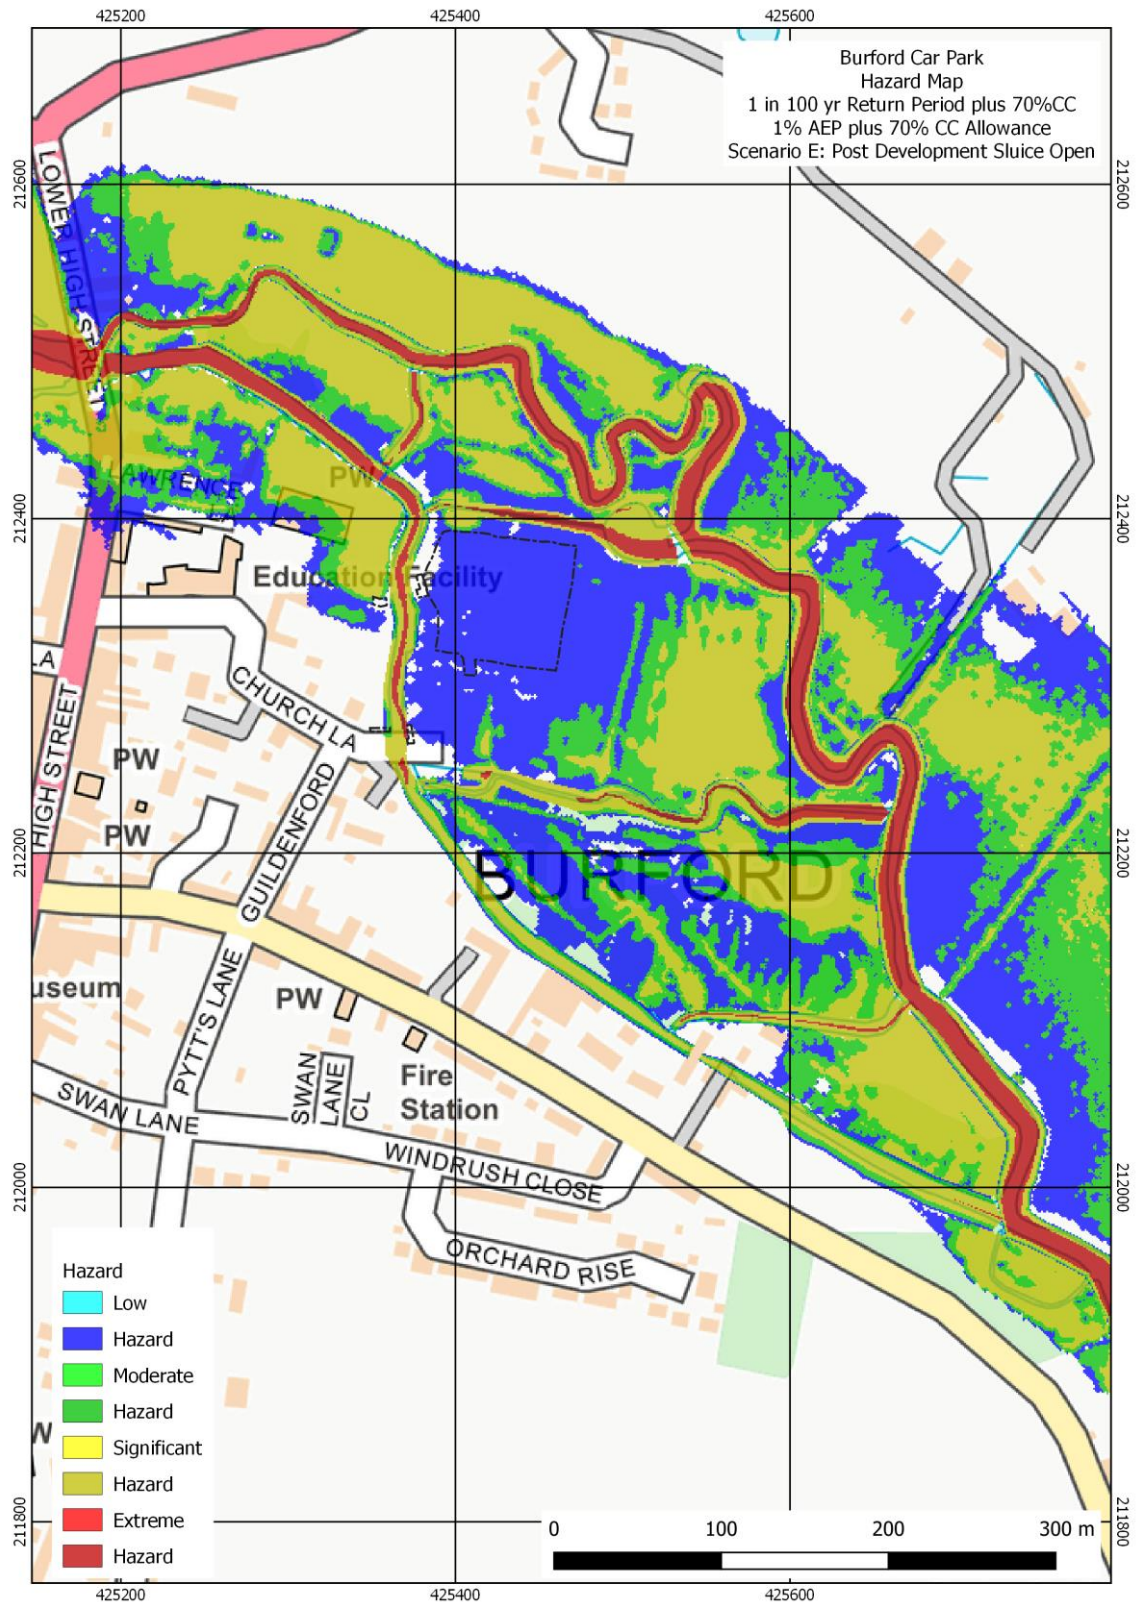 425200
425400
425600
Burford Car Park
Hazard Map
1 in 100 yr Return Period plus 70%CC
1% AEP plus 70% CC Allowance
Scenario E: Post Development Sluice Open
212600
212600
LOWER HIGH STREET
PW
LAWRENCE
LA
212400
212400
Education Facility
LA
CHURCH LA
HIGH STREET
PW
PW
GUILDENFORD
212200
212200
BURFORD
useum
PYTT'S LANE
PW
Fire
Station
SWAN
LANE
CL
SWAN LANE
WINDRUSH CLOSE
212000
212000
ORCHARD RISE
Hazard
Low
Hazard
Moderate
Hazard
Significant
Hazard
Extreme
Hazard
W
211800
211800
0
100
200
300 m
425200
425400
425600